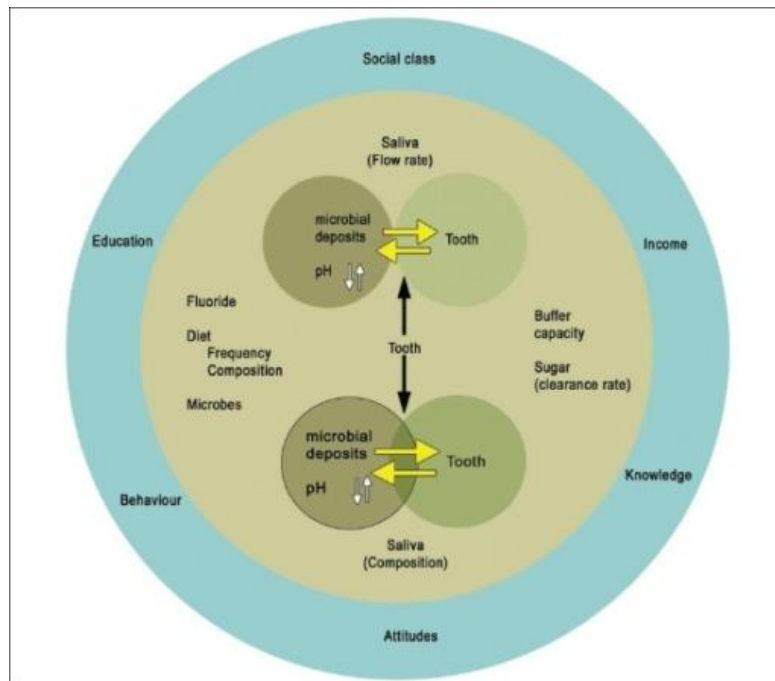 Social class
Saliva
(Flow rate)
microbial
deposits
Tooth
pH
Education
Income
Fluoride
Diet
Frequency
Composition
Microbes
Tooth
Buffer
capacity
Sugar
(clearance rate)
microbial
deposits
Tooth
pH
Behaviour
Knowledge
Saliva
(Composition)
Attitudes